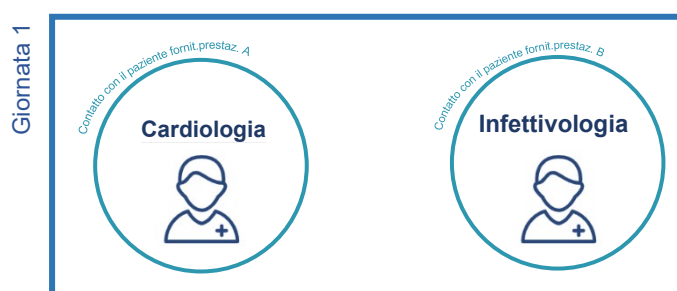 Giornata 1
Contatto con il paziente fornit.prestaz. A
Cardiologia
Contatto con il paziente fornit.prestaz. B
Infettivologia